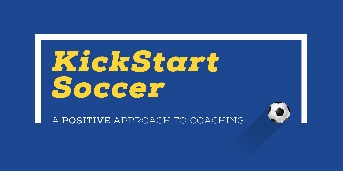 KickStart
Soccer
A POSITIVE APPROACH TO COACHING